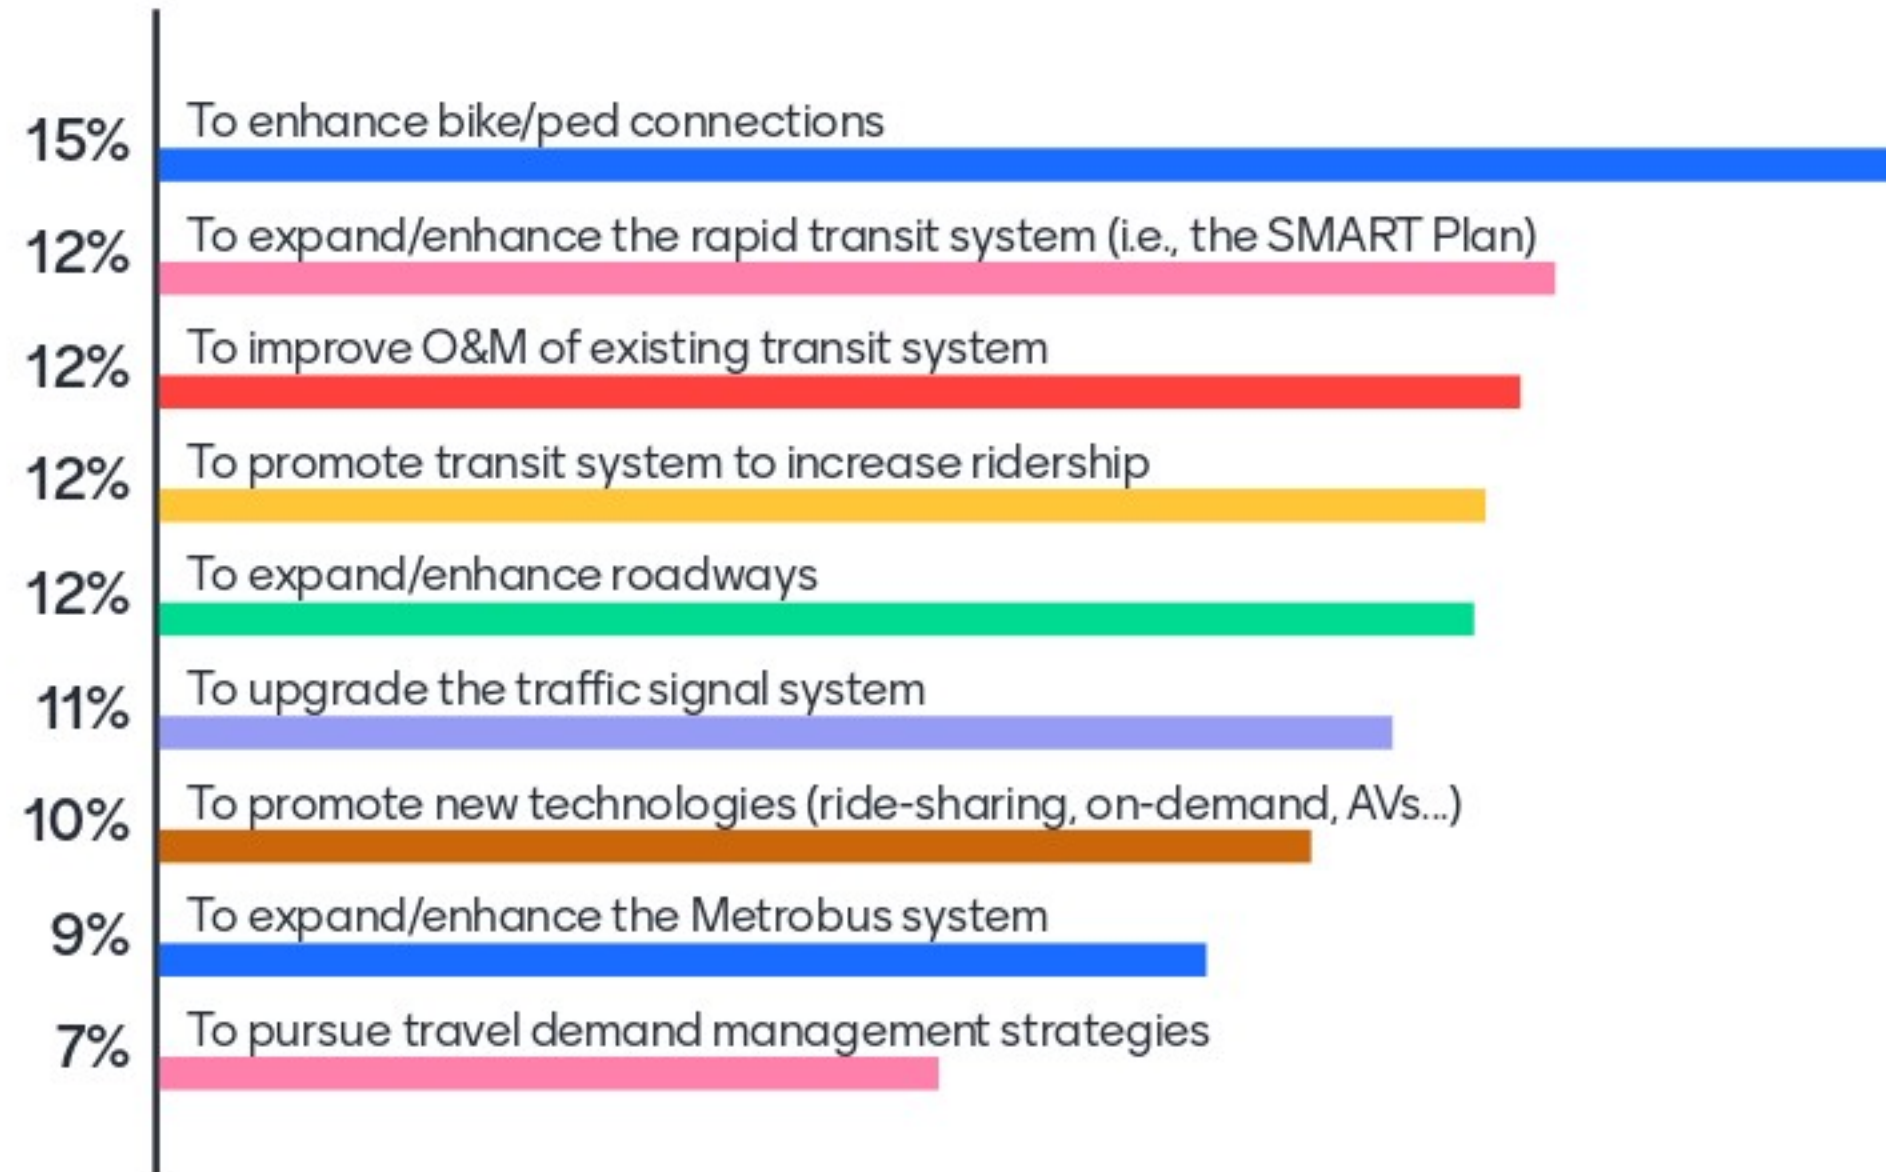 15% To enhance bike/ped connections
12% To expand/enhance the rapid transit system (i.e., the SMART Plan)
12% To improve O&M of existing transit system
12% To promote transit system to increase ridership
12% To expand/enhance roadways
11% To upgrade the traffic signal system
10% To promote new technologies (ride-sharing, on-demand, AVs...)
9% To expand/enhance the Metrobus system
7% To pursue travel demand management strategies